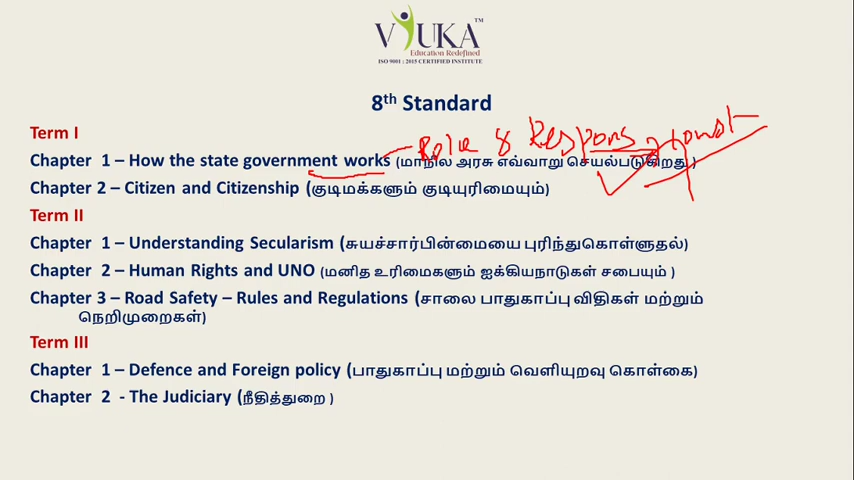 VYUKA™
Education Redefined
ISO 9001 : 2015 CERTIFIED INSTITUTE
8th Standard
Term I
Role & Respons
Chapter 1 – How the state government works (மாநில அரசு எவ்வாறு செயல்படுகிறது )
Chapter 2 – Citizen and Citizenship (குடிமக்களும் குடியுரிமையும்)
Term II
Chapter 1 – Understanding Secularism (சுயச்சார்பின்மையை புரிந்துகொள்ளுதல்)
Chapter 2 – Human Rights and UNO (மனித உரிமைகளும் ஐக்கியநாடுகள் சபையும் )
Chapter 3 – Road Safety – Rules and Regulations (சாலை பாதுகாப்பு விதிகள் மற்றும்
நெறிமுறைகள்)
Term III
Chapter 1 – Defence and Foreign policy (பாதுகாப்பு மற்றும் வெளியுறவு கொள்கை)
Chapter 2 - The Judiciary (நீதித்துறை )